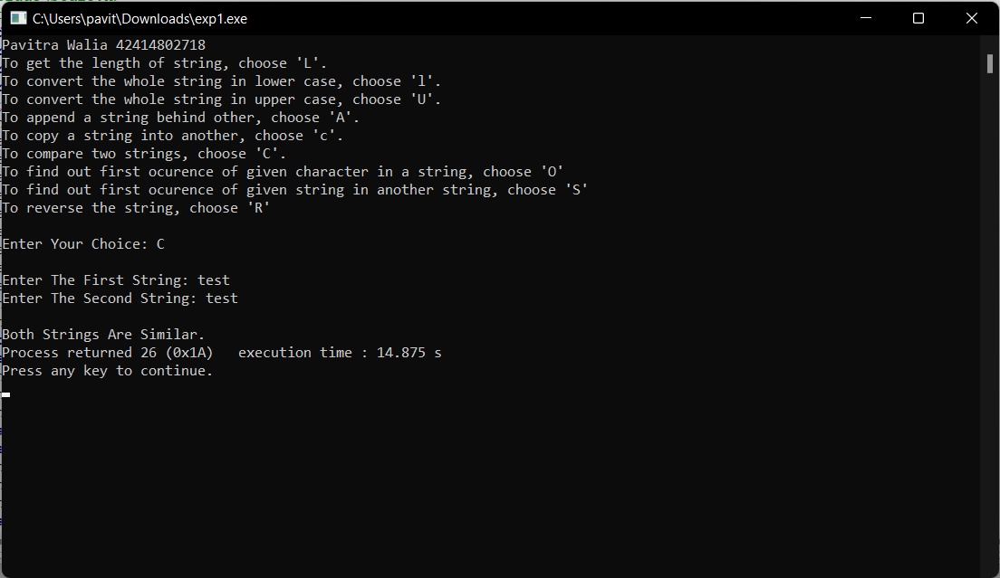 C:\Users\pavit\Downloads\exp1.exe
Pavitra Walia 42414802718
To get the length of string, choose 'L'.
To convert the whole string in lower case, choose 'l'.
To convert the whole string in upper case, choose 'U'.
To append a string behind other, choose 'A'.
To copy a string into another, choose 'c'.
To compare two strings, choose 'C'.
To find out first ocurence of given character in a string, choose 'O'
To find out first ocurence of given string in another string, choose 'S'
To reverse the string, choose 'R'
Enter Your Choice: C
Enter The First String: test
Enter The Second String: test
Both Strings Are Similar.
Process returned 26 (0x1A)   execution time : 14.875 s
Press any key to continue.